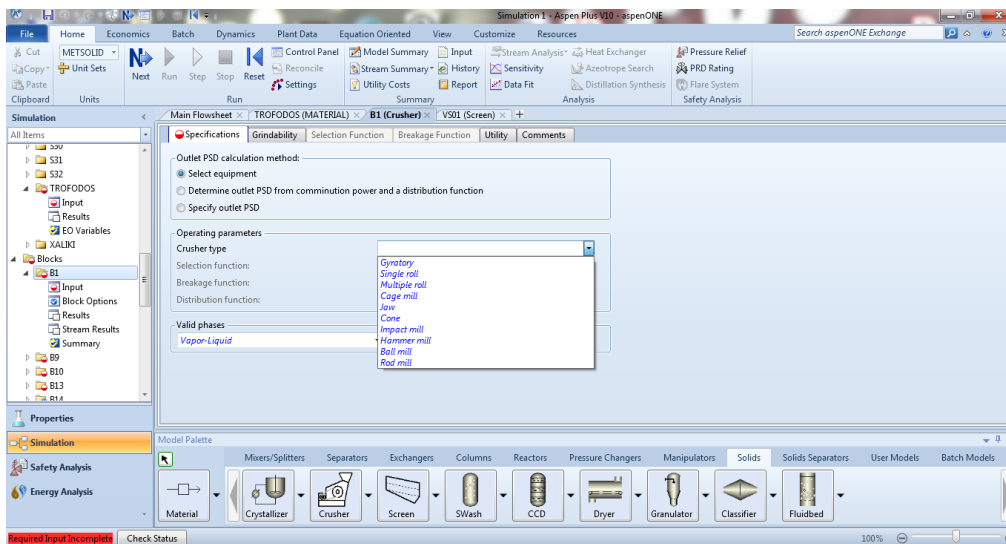 Simulation 1 - Aspen Plus V10 - aspenONE
File Home Economics Batch Dynamics Plant Data Equation Oriented View Customize Resources Search aspenONE Exchange
Cut METSOLID Control Panel Model Summary Input Stream Analysis Heat Exchanger Pressure Relief
Copy Unit Sets Next Run Step Stop Reset Reconcile Stream Summary History Sensitivity Azeotrope Search PRD Rating
Paste Settings Utility Costs Report Data Fit Distillation Synthesis Flare System
Clipboard Units Run Summary Analysis Safety Analysis
Simulation < Main Flowsheet × TROFODOS (MATERIAL) × B1 (Crusher) × VS01 (Screen) × +
All Items Specifications Grindability Selection Function Breakage Function Utility Comments
S30
S31
S32
TROFODOS
Input
Results
EO Variables
XALIKI
Blocks
B1
Input
Block Options
Results
Stream Results
Summary
B9
B10
B13
B14
Outlet PSD calculation method:
Select equipment
Determine outlet PSD from comminution power and a distribution function
Specify outlet PSD
Operating parameters
Crusher type
Selection function:
Breakage function:
Distribution function:
Gyratory
Single roll
Multiple roll
Cage mill
Jaw
Cone
Impact mill
Hammer mill
Ball mill
Rod mill
Valid phases
Vapor-Liquid
Properties
Simulation
Safety Analysis
Energy Analysis
Model Palette
Mixers/Splitters Separators Exchangers Columns Reactors Pressure Changers Manipulators Solids Solids Separators User Models Batch Models
Material Crystallizer Crusher Screen SWash CCD Dryer Granulator Classifier Fluidbed
Required Input Incomplete Check Status 100%